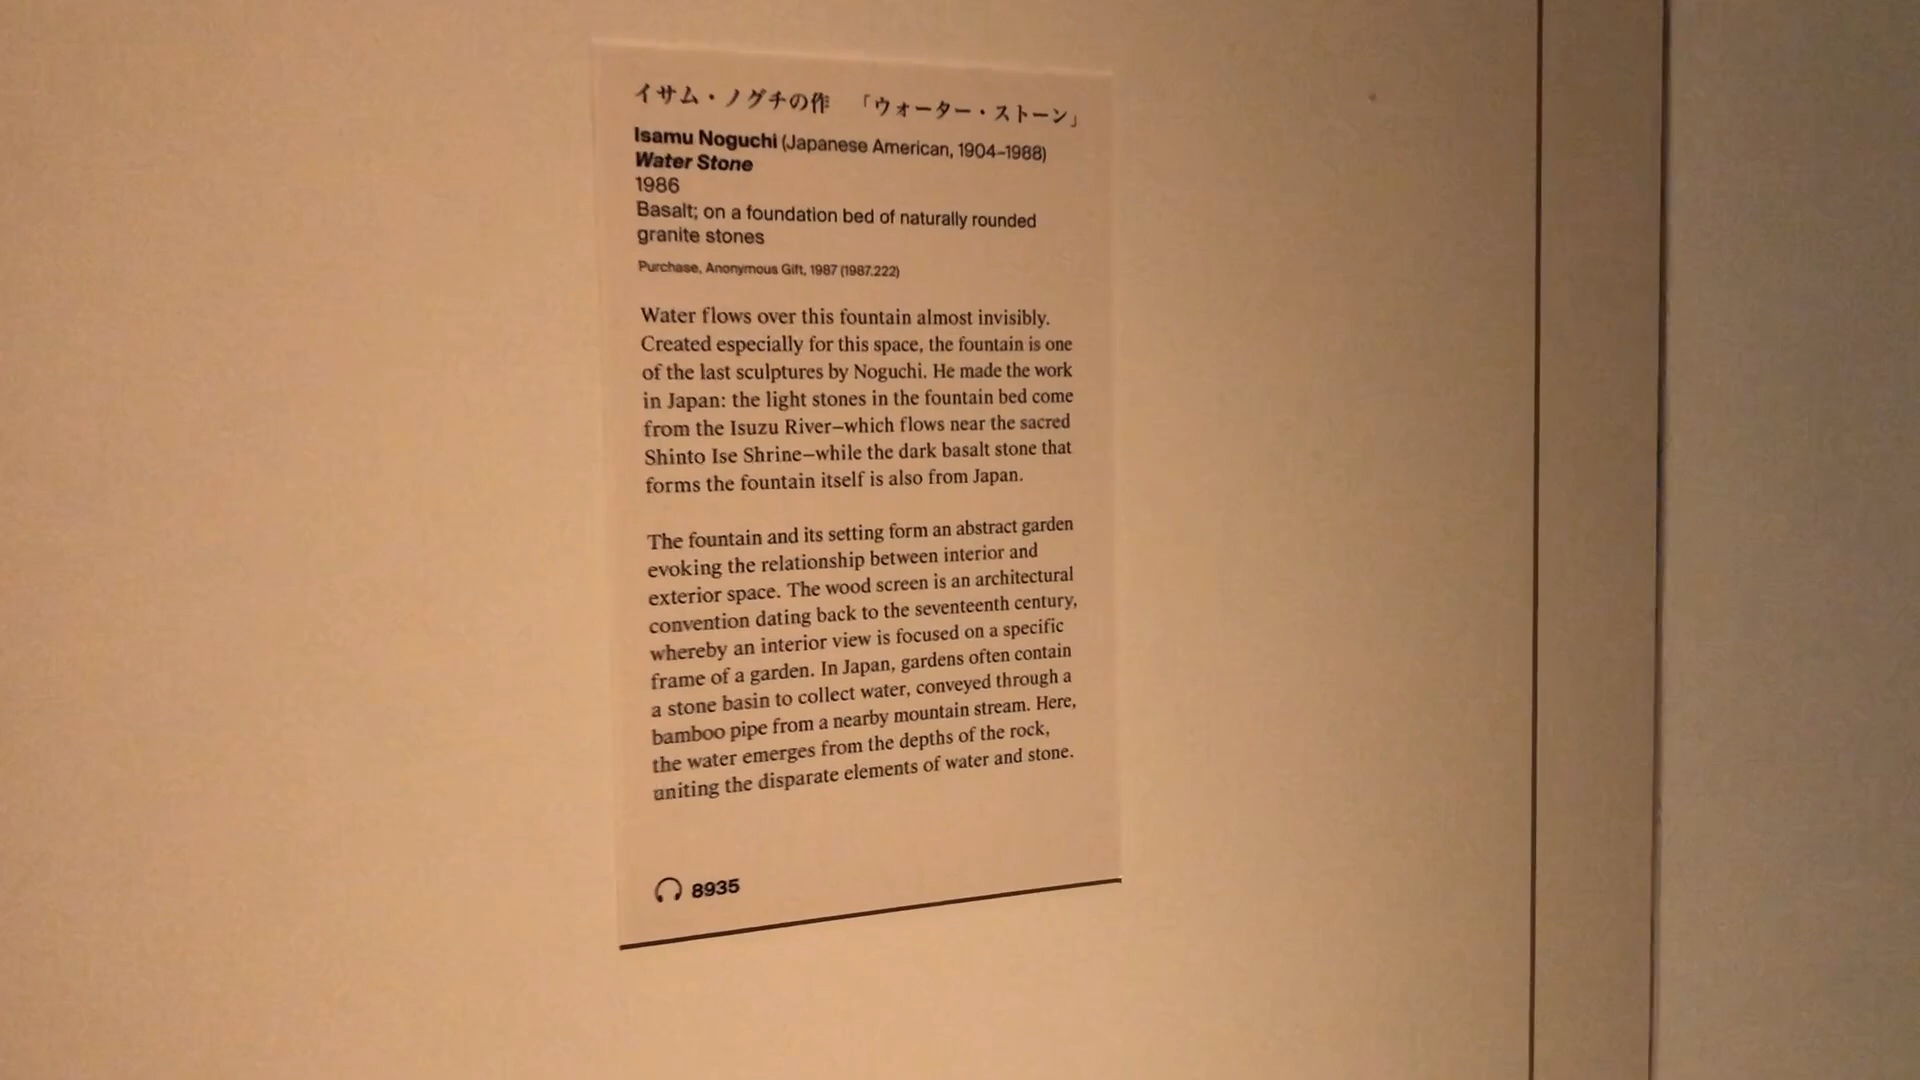 イサム・ノグチの作　「ウォーター・ストーン」
Isamu Noguchi (Japanese American, 1904–1988)
Water Stone
1986
Basalt; on a foundation bed of naturally rounded
granite stones
Purchase, Anonymous Gift, 1987 (1987.222)
Water flows over this fountain almost invisibly.
Created especially for this space, the fountain is one
of the last sculptures by Noguchi. He made the work
in Japan: the light stones in the fountain bed come
from the Isuzu River—which flows near the sacred
Shinto Ise Shrine—while the dark basalt stone that
forms the fountain itself is also from Japan.
The fountain and its setting form an abstract garden
evoking the relationship between interior and
exterior space. The wood screen is an architectural
convention dating back to the seventeenth century,
whereby an interior view is focused on a specific
frame of a garden. In Japan, gardens often contain
a stone basin to collect water, conveyed through a
bamboo pipe from a nearby mountain stream. Here,
the water emerges from the depths of the rock,
uniting the disparate elements of water and stone.
8935